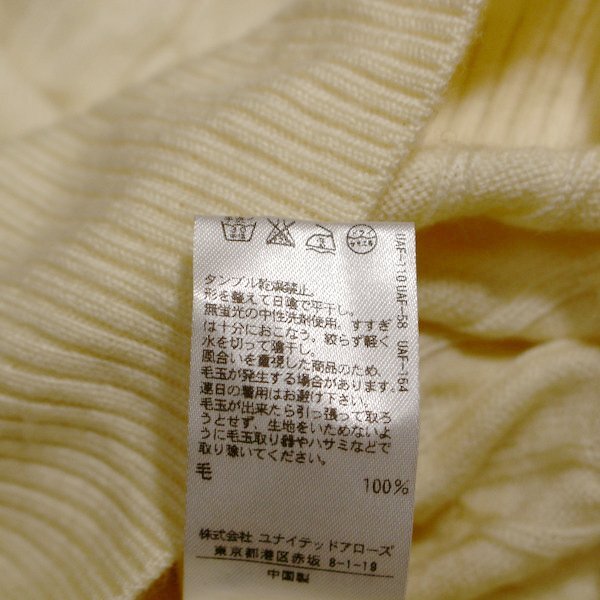 タンブル乾燥禁止。
形を整えて日陰で平干し。
無蛍光の中性洗剤使用。すすぎ
は十分におこなう。絞らず軽く
水を切って陰干し。
風合いを重視した商品のため、
毛玉が発生する場合があります。
連日の着用はお避け下さい。
毛玉が出来たら引っ張って取ろ
うとせず、生地をいためないよ
うに毛玉取り器やハサミなどで
取り除いてください。
毛 100%
株式会社 ユナイテッドアローズ
東京都港区赤坂 8-1-19
中国製
UAF-110 UAF-58 UAF-154